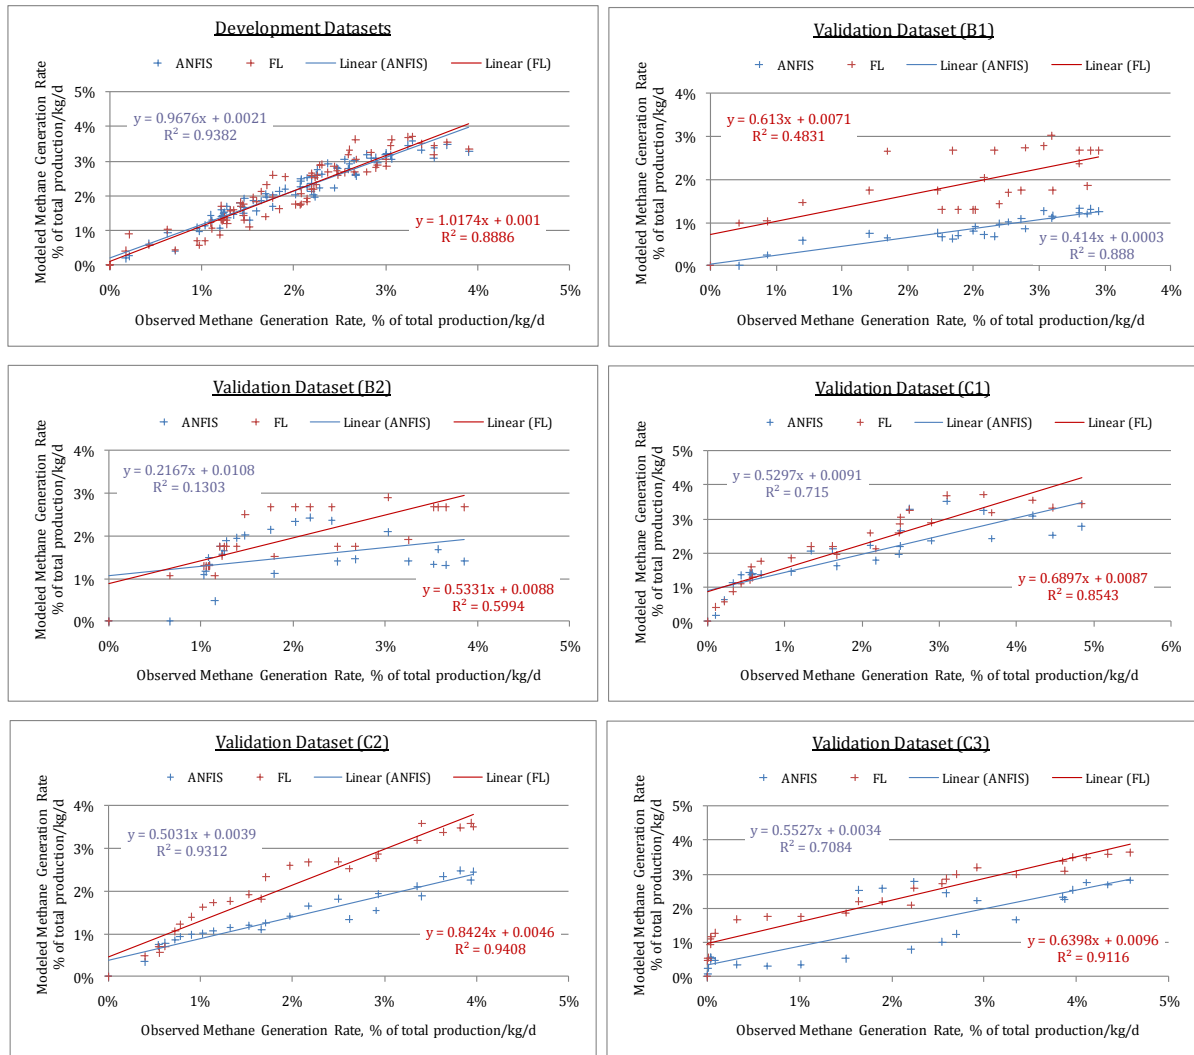 Development Datasets
ANFIS FL Linear (ANFIS) Linear (FL)
Modeled Methane Generation Rate
% of total production/kg/d
5%
4%
3%
2%
1%
0%
y = 0.9676x + 0.0021
R² = 0.9382
y = 1.0174x + 0.001
R² = 0.8886
0% 1% 2% 3% 4% 5%
Observed Methane Generation Rate, % of total production/kg/d
Validation Dataset (B1)
ANFIS FL Linear (ANFIS) Linear (FL)
Modeled Methane Generation Rate
% of total production/kg/d
4%
3%
2%
1%
0%
y = 0.613x + 0.0071
R² = 0.4831
y = 0.414x + 0.0003
R² = 0.888
0% 1% 1% 2% 2% 3% 3% 4%
Observed Methane Generation Rate, % of total production/kg/d
Validation Dataset (B2)
ANFIS FL Linear (ANFIS) Linear (FL)
Modeled Methane Generation Rate
% of total production/kg/d
4%
3%
2%
1%
0%
y = 0.2167x + 0.0108
R² = 0.1303
y = 0.5331x + 0.0088
R² = 0.5994
0% 1% 2% 3% 4% 5%
Observed Methane Generation Rate, % of total production/kg/d
Validation Dataset (C1)
ANFIS FL Linear (ANFIS) Linear (FL)
Modeled Methane Generation Rate
% of total production/kg/d
5%
4%
3%
2%
1%
0%
y = 0.5297x + 0.0091
R² = 0.715
y = 0.6897x + 0.0087
R² = 0.8543
0% 1% 2% 3% 4% 5% 6%
Observed Methane Generation Rate, % of total production/kg/d
Validation Dataset (C2)
ANFIS FL Linear (ANFIS) Linear (FL)
Modeled Methane Generation Rate
% of total production/kg/d
4%
3%
2%
1%
0%
y = 0.5031x + 0.0039
R² = 0.9312
y = 0.8424x + 0.0046
R² = 0.9408
0% 1% 2% 3% 4% 5%
Observed Methane Generation Rate, % of total production/kg/d
Validation Dataset (C3)
ANFIS FL Linear (ANFIS) Linear (FL)
Modeled Methane Generation Rate
% of total production/kg/d
5%
4%
3%
2%
1%
0%
y = 0.5527x + 0.0034
R² = 0.7084
y = 0.6398x + 0.0096
R² = 0.9116
0% 1% 2% 3% 4% 5%
Observed Methane Generation Rate, % of total production/kg/d